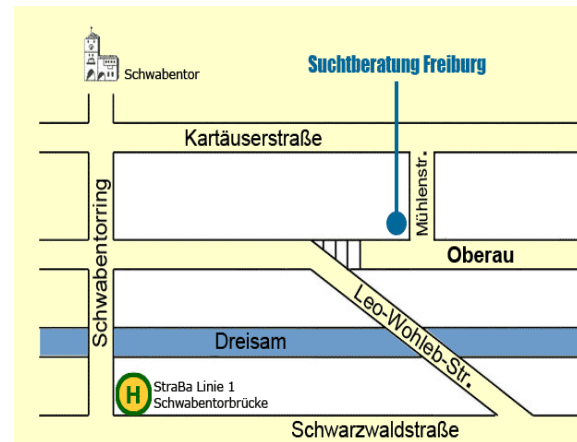 Suchtberatung Freiburg
Schwabentor
Kartäuserstraße
Mühlenstr.
Schwabentorring
Oberau
Leo-Wohleb-Str.
Dreisam
H
StraBa Linie 1
Schwabentorbrücke
Schwarzwaldstraße